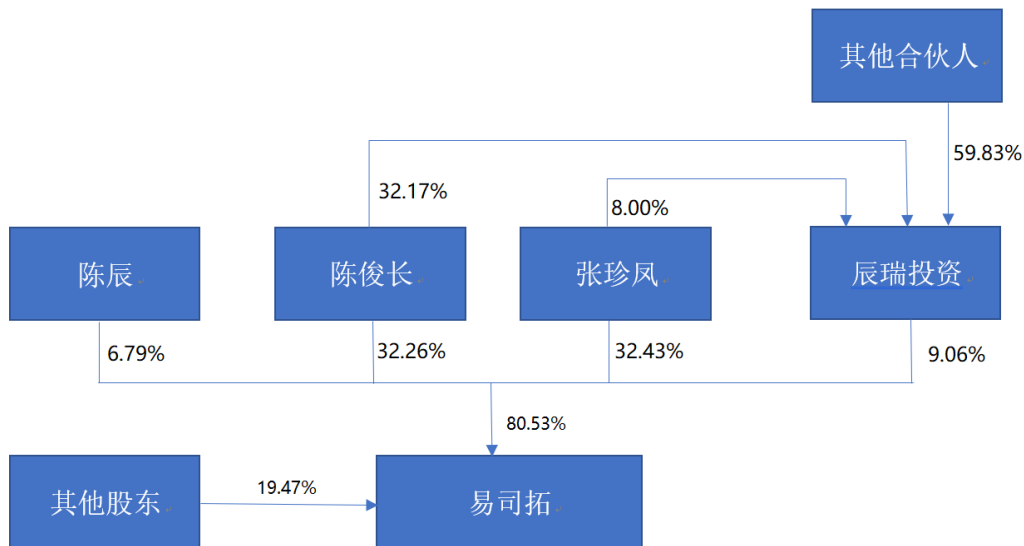 其他合伙人
59.83%
32.17%
8.00%
陈辰
陈俊长
张珍凤
辰瑞投资
6.79%
32.26%
32.43%
9.06%
80.53%
其他股东
19.47%
易司拓